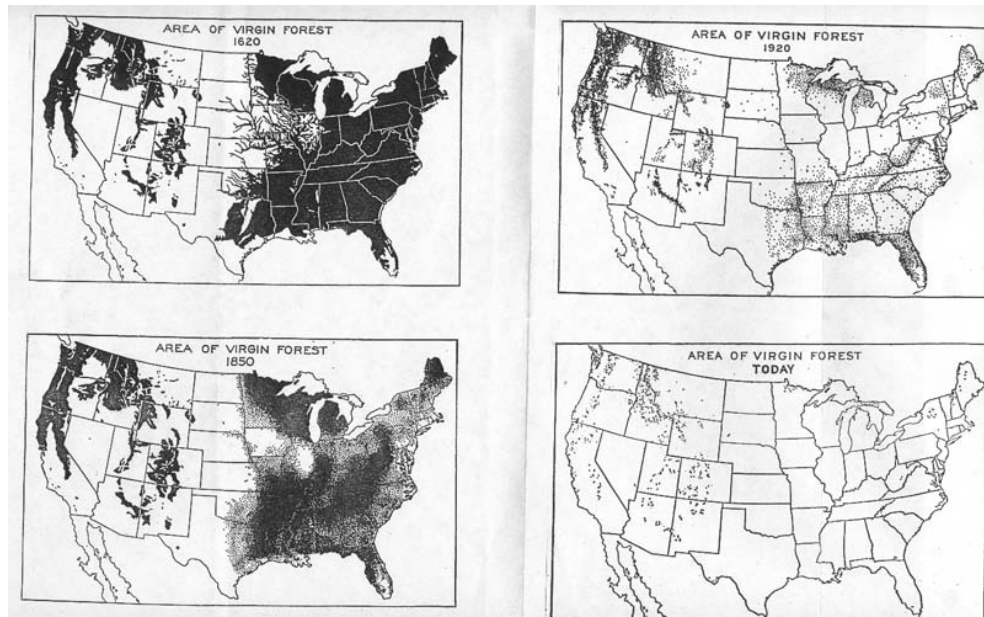 AREA OF VIRGIN FOREST
1620
AREA OF VIRGIN FOREST
1920
AREA OF VIRGIN FOREST
1850
AREA OF VIRGIN FOREST
TODAY